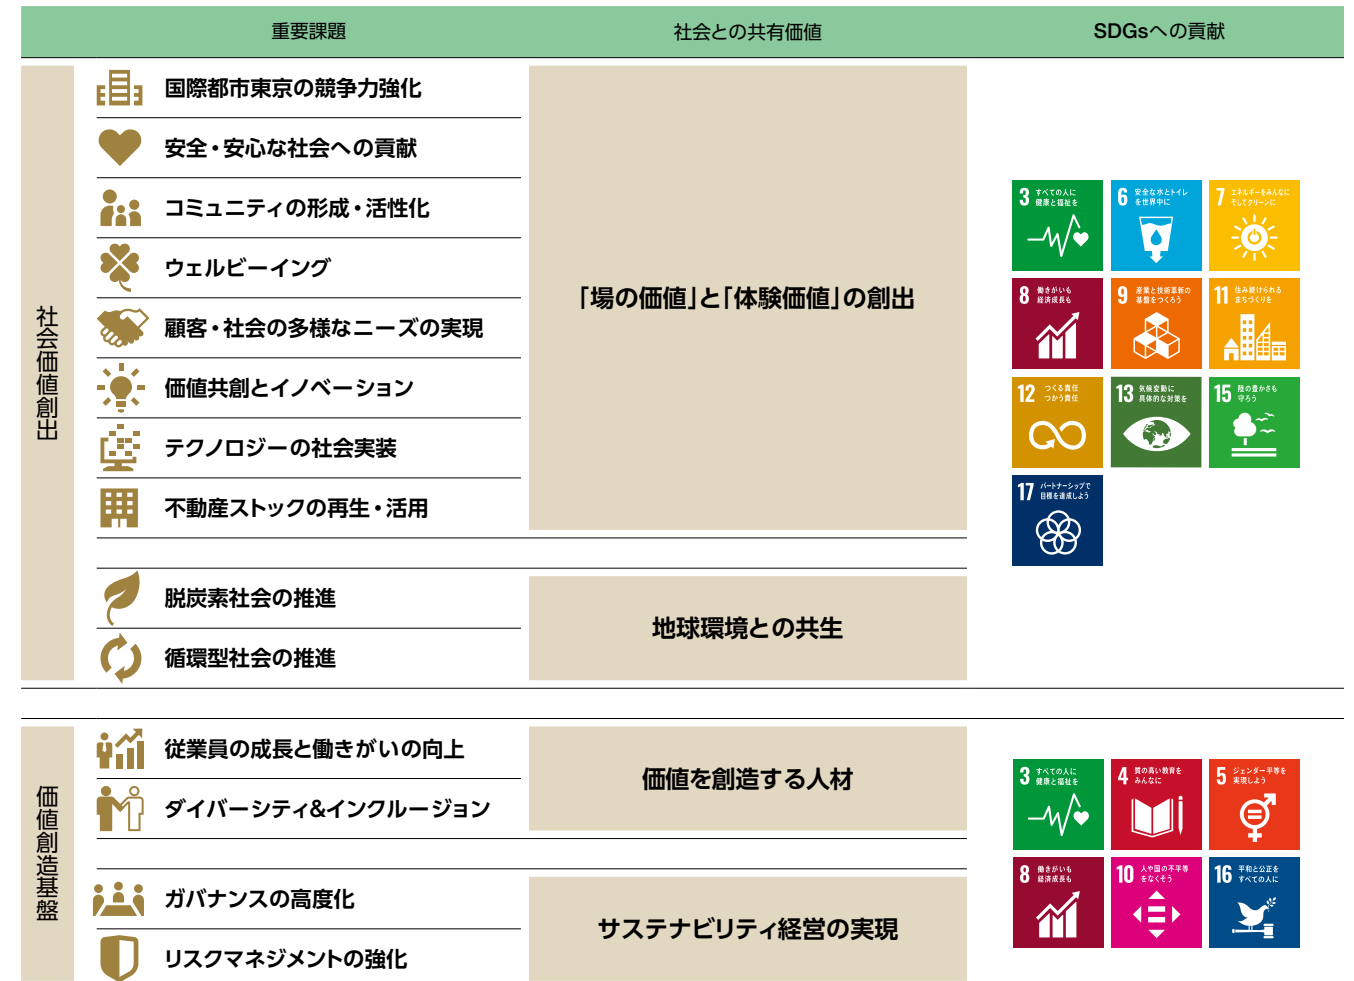 重要課題
社会との共有価値
SDGsへの貢献
社会価値創出
国際都市東京の競争力強化
安全・安心な社会への貢献
コミュニティの形成・活性化
ウェルビーイング
顧客・社会の多様なニーズの実現
価値共創とイノベーション
テクノロジーの社会実装
不動産ストックの再生・活用
「場の価値」と「体験価値」の創出
脱炭素社会の推進
循環型社会の推進
地球環境との共生
3 すべての人に
健康と福祉を
6 安全な水とトイレ
を世界中に
7 エネルギーをみんなに
そしてクリーンに
8 働きがいも
経済成長も
9 産業と技術革新の
基盤をつくろう
11 住み続けられる
まちづくりを
12 つくる責任
つかう責任
13 気候変動に
具体的な対策を
15 陸の豊かさも
守ろう
17 パートナーシップで
目標を達成しよう
価値創造基盤
従業員の成長と働きがいの向上
ダイバーシティ&インクルージョン
価値を創造する人材
ガバナンスの高度化
リスクマネジメントの強化
サステナビリティ経営の実現
3 すべての人に
健康と福祉を
4 質の高い教育を
みんなに
5 ジェンダー平等を
実現しよう
8 働きがいも
経済成長も
10 人や国の不平等
をなくそう
16 平和と公正を
すべての人に